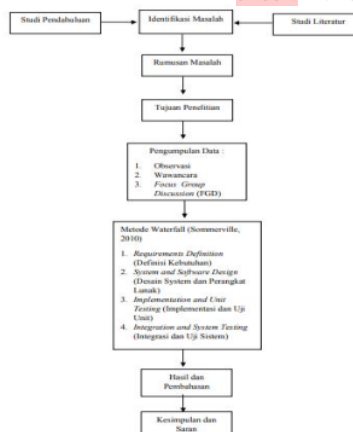 Studi Pendahuluan
Identifikasi Masalah
Studi Literatur
Rumusan Masalah
Tujuan Penelitian
Pengumpulan Data :
1. Observasi
2. Wawancara
3. Focus Group
Discussion (FGD)
Metode Waterfall (Sommerville,
2010)
1. Requirements Definition
(Definisi Kebutuhan)
2. System and Software Design
(Desain System dan Perangkat
Lunak)
3. Implementation and Unit
Testing (Implementasi dan Uji
Unit)
4. Integration and System Testing
(Integrasi dan Uji Sistem)
Hasil dan
Pembahasan
Kesimpulan dan
Saran